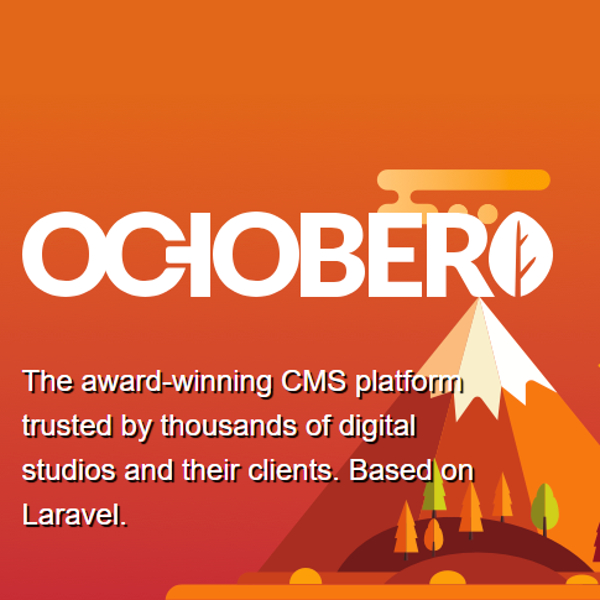 OCTOBER
The award-winning CMS platform
trusted by thousands of digital
studios and their clients. Based on
Laravel.